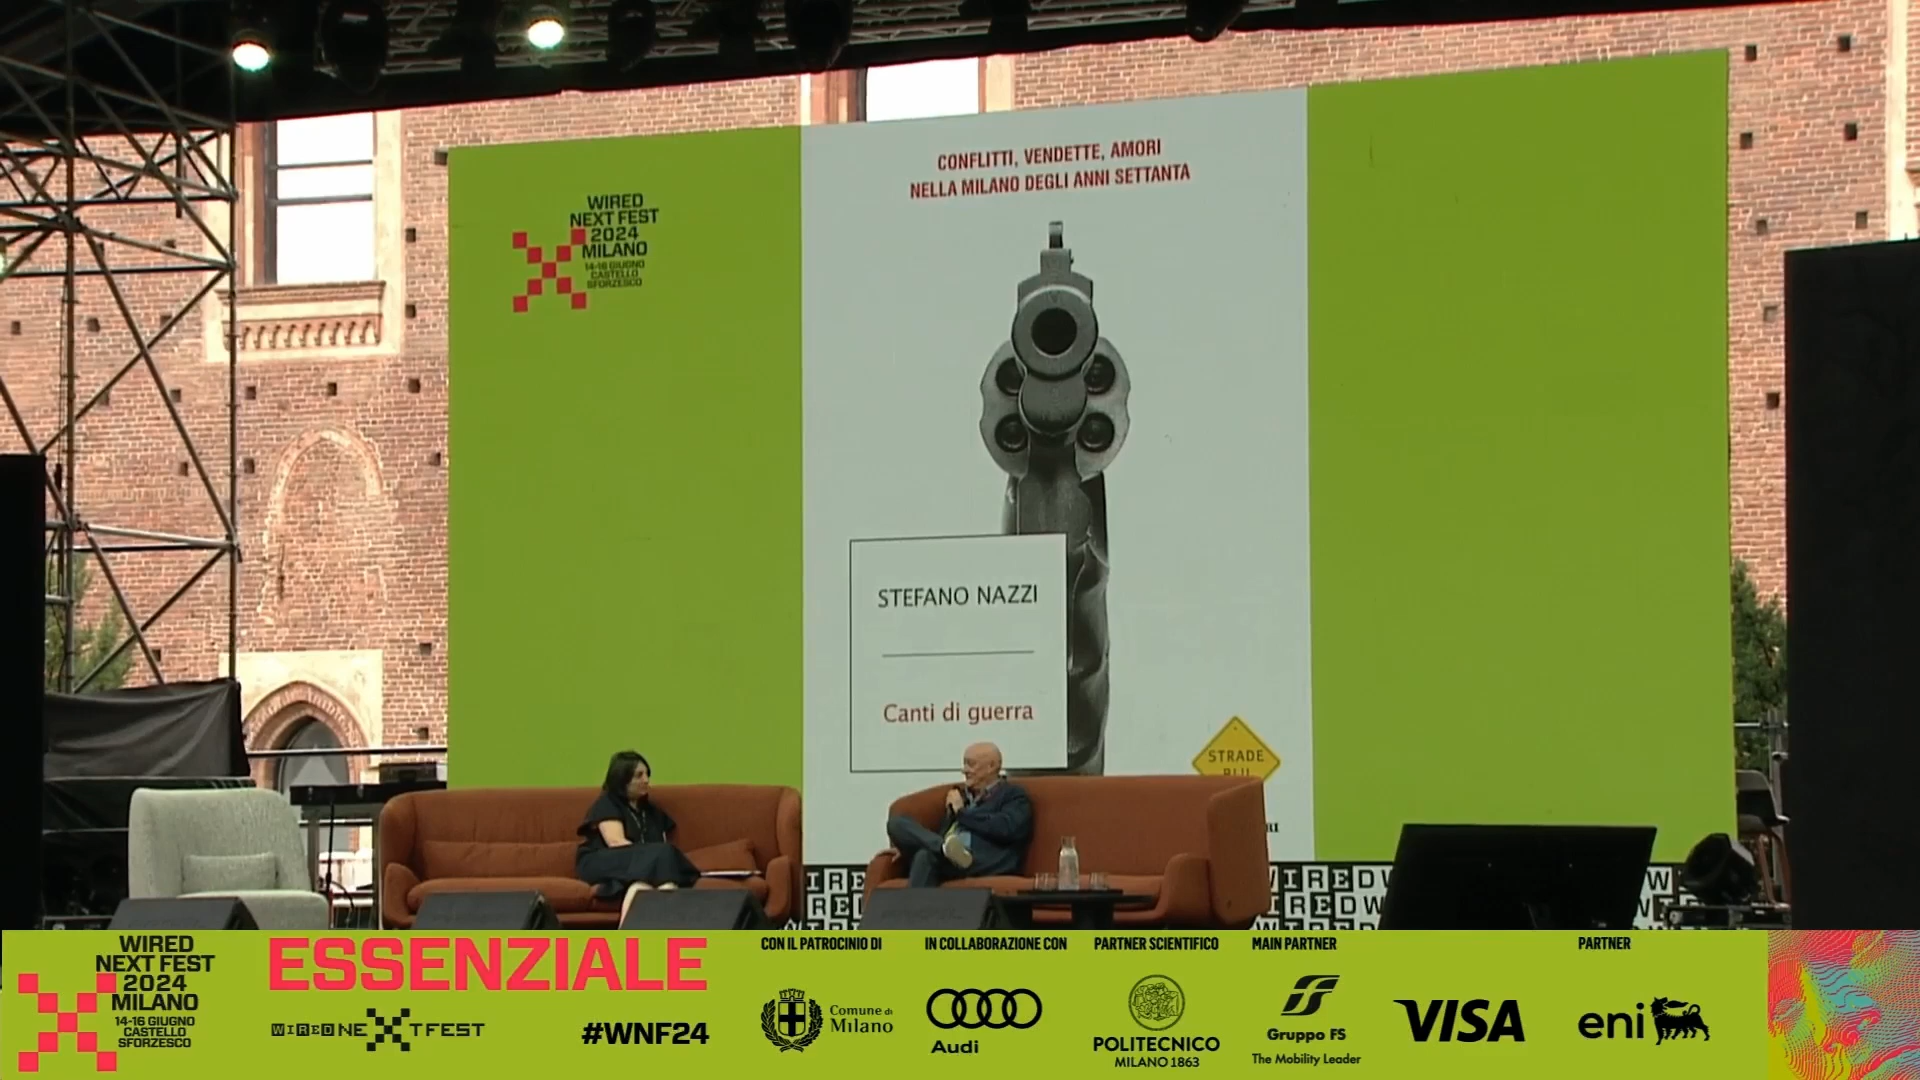 CONFLITTI, VENDETTE, AMORI
NELLA MILANO DEGLI ANNI SETTANTA
WIRED
NEXT FEST
2024
MILANO
14-16 GIUGNO
CASTELLO
SFORZESCO
STEFANO NAZZI
Canti di guerra
STRADE
WIRED
NEXT FEST
2024
MILANO
14-16 GIUGNO
CASTELLO
SFORZESCO
ESSENZIALE
WIRED NEXTFEST
#WNF24
CON IL PATROCINIO DI
Comune di
Milano
IN COLLABORAZIONE CON
Audi
PARTNER SCIENTIFICO
POLITECNICO
MILANO 1863
MAIN PARTNER
Gruppo FS
The Mobility Leader
VISA
PARTNER
eni